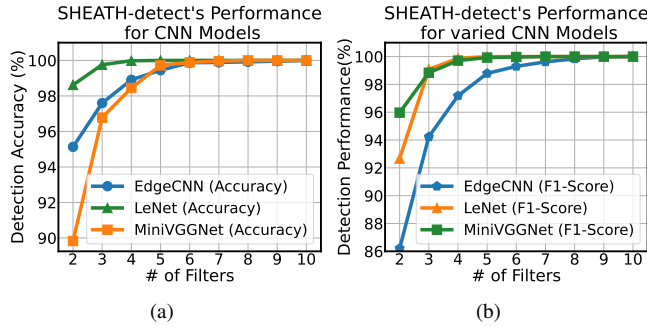 SHEATH-detect's Performance
for CNN Models
Detection Accuracy (%)
100
98
96
94
92
90
EdgeCNN (Accuracy)
LeNet (Accuracy)
MiniVGGNet (Accuracy)
2 3 4 5 6 7 8 9 10
# of Filters
(a)
SHEATH-detect's Performance
for varied CNN Models
Detection Performance(%)
100
98
96
94
92
90
88
86
EdgeCNN (F1-Score)
LeNet (F1-Score)
MiniVGGNet (F1-Score)
2 3 4 5 6 7 8 9 10
# of Filters
(b)